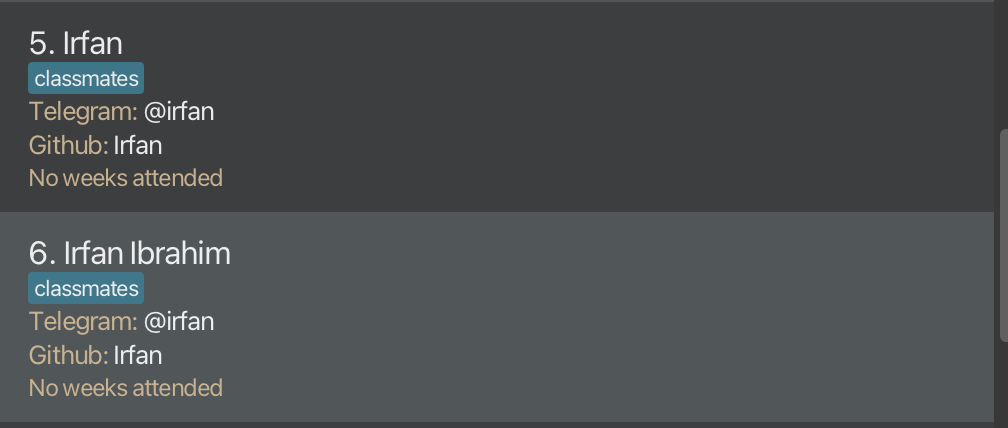 5. Irfan
classmates
Telegram: @irfan
Github: Irfan
No weeks attended
6. Irfan Ibrahim
classmates
Telegram: @irfan
Github: Irfan
No weeks attended